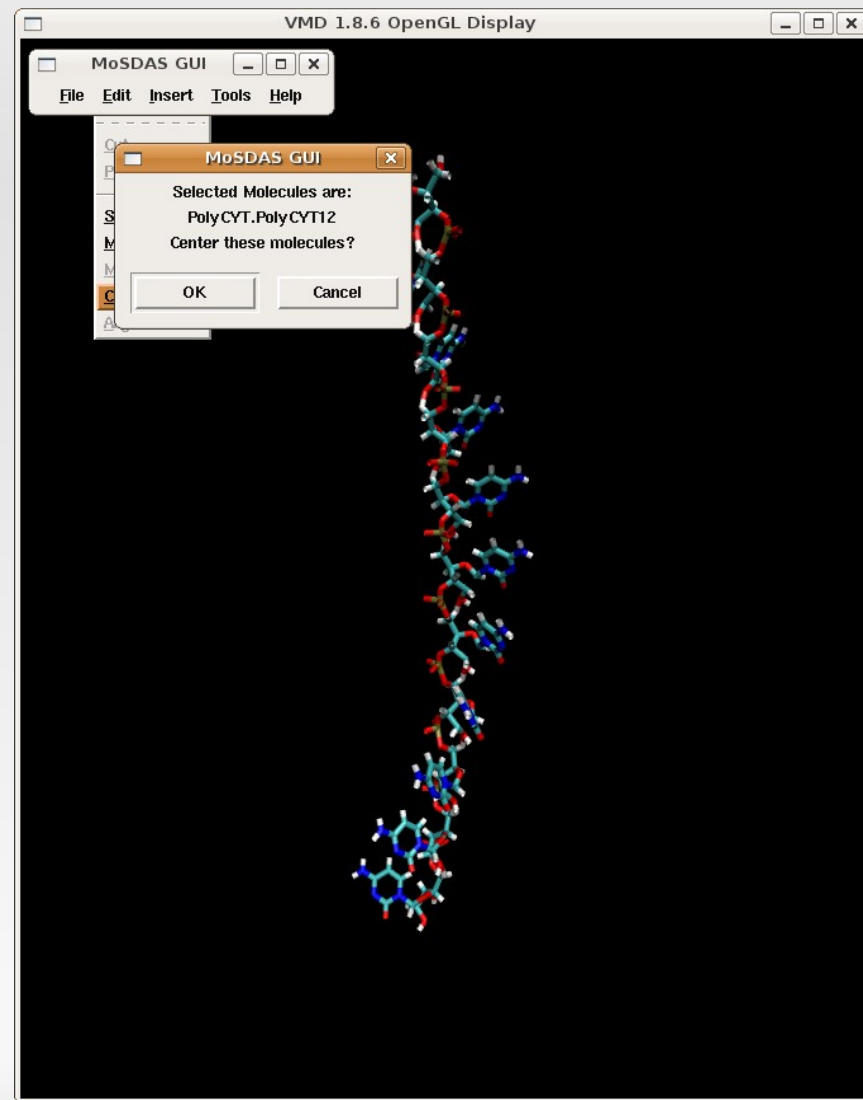 VMD 1.8.6 OpenGL Display
MoSDAS GUI
File Edit Insert Tools Help
MoSDAS GUI
Selected Molecules are:
PolyCYT.PolyCYT12
Center these molecules?
OK Cancel